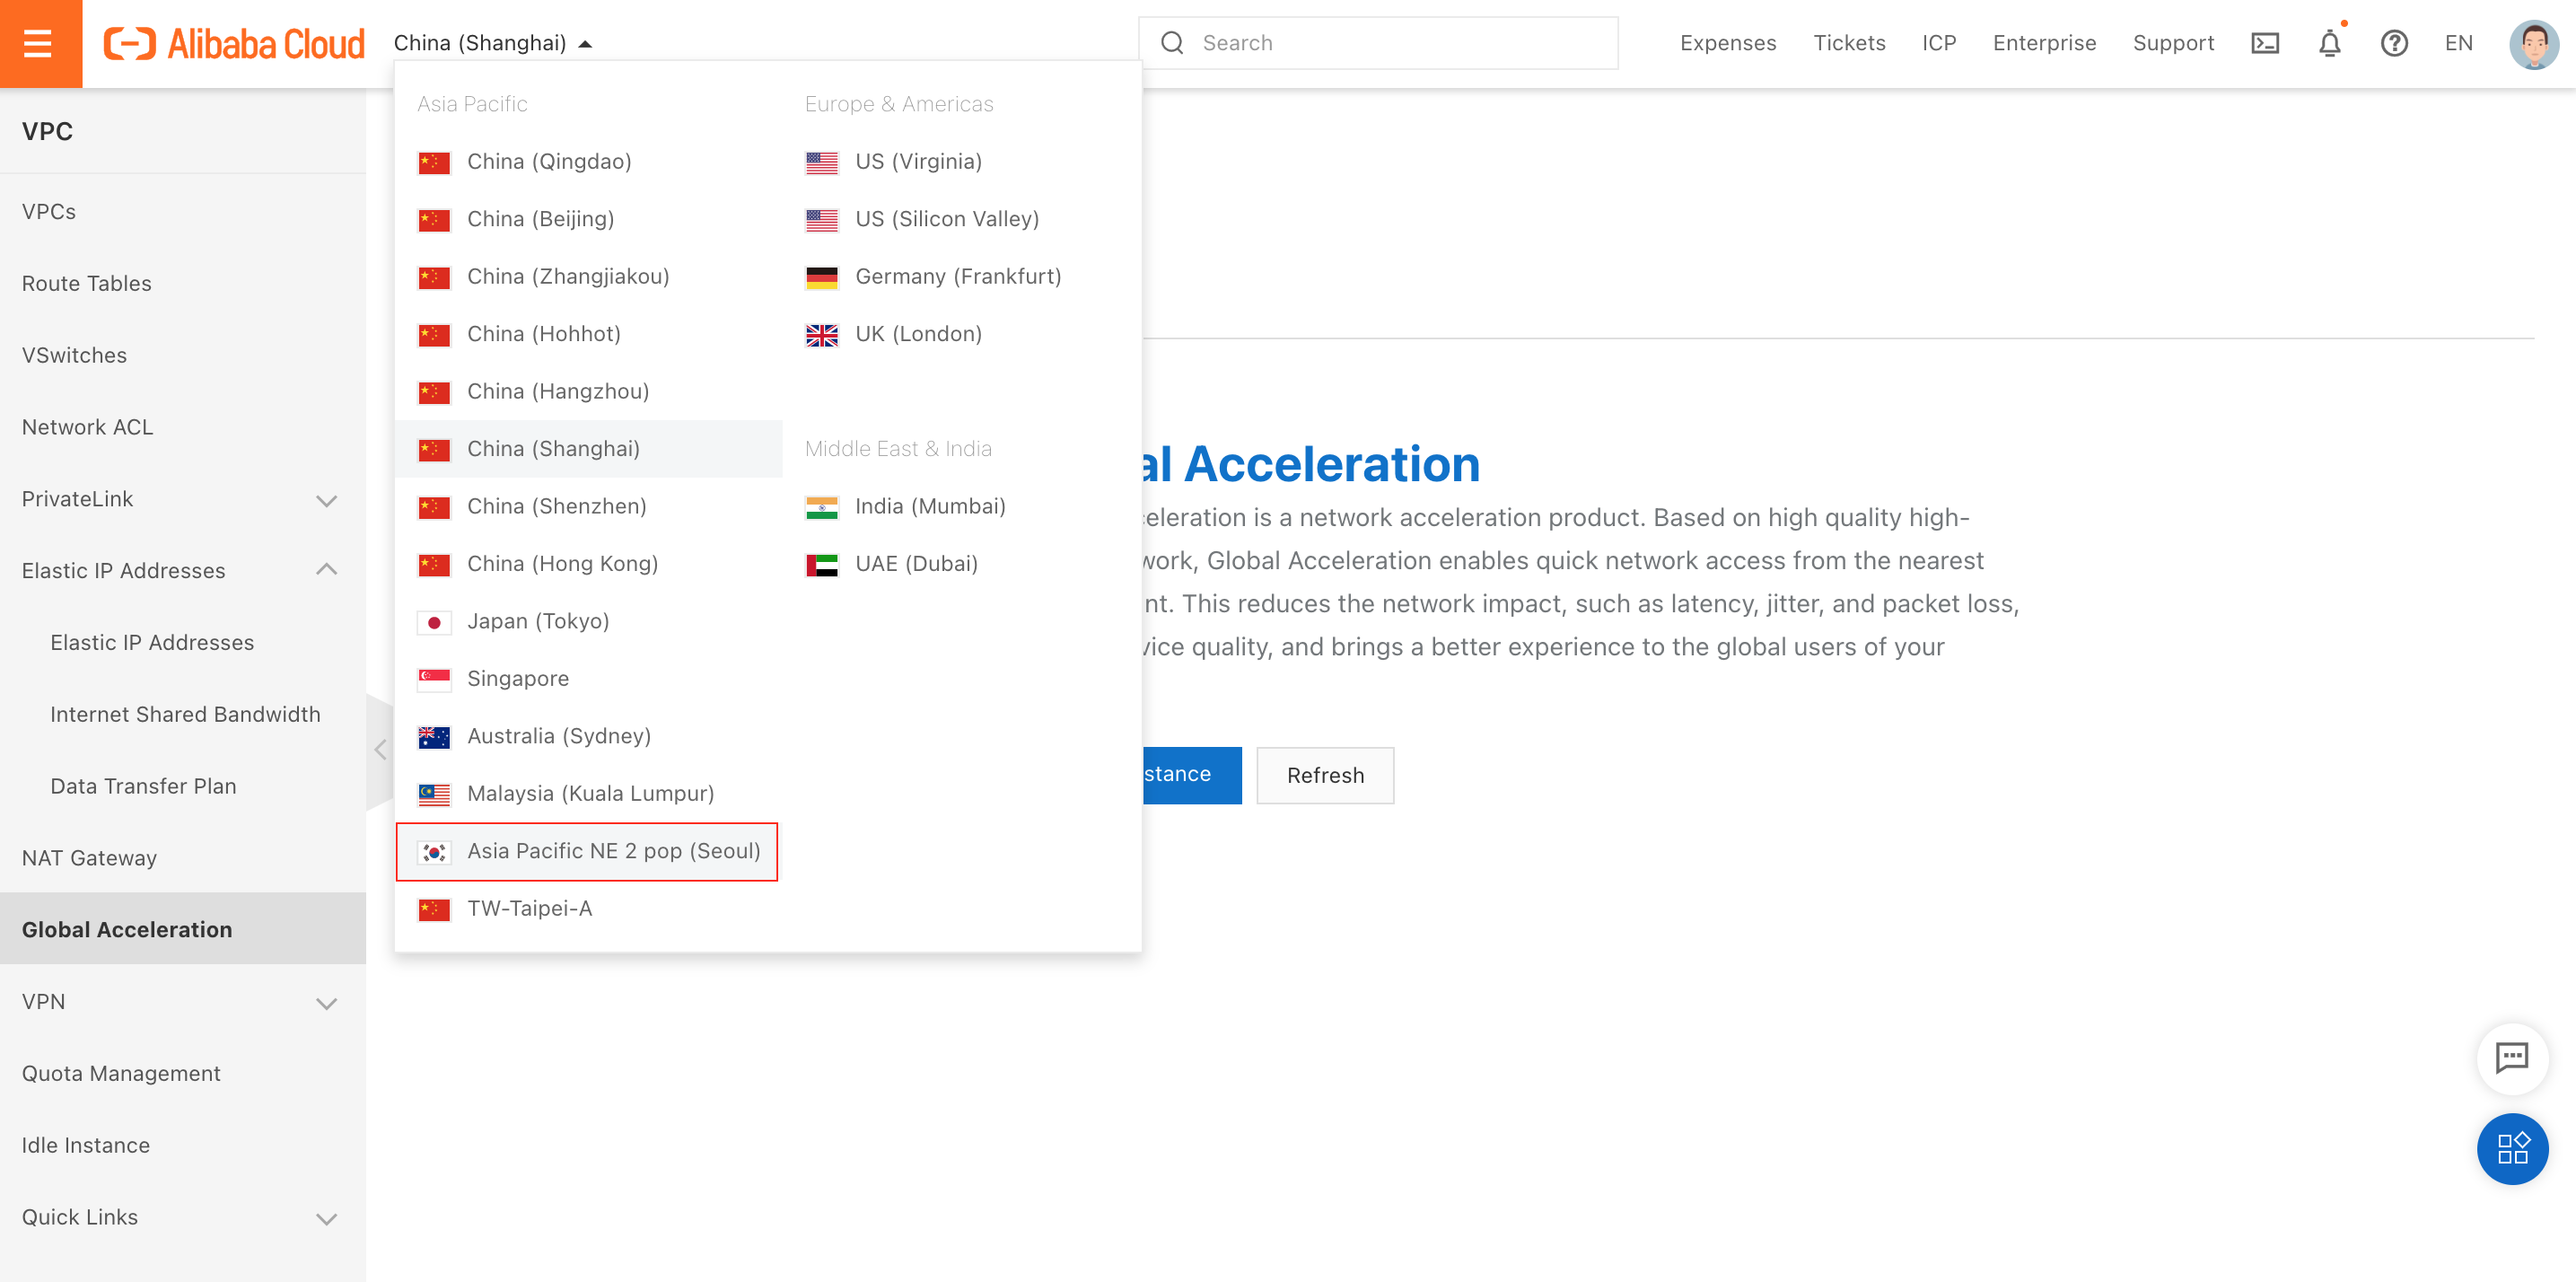 Alibaba Cloud
China (Shanghai)
Search
Expenses
Tickets
ICP
Enterprise
Support
EN
VPC
VPCs
Route Tables
VSwitches
Network ACL
PrivateLink
Elastic IP Addresses
Elastic IP Addresses
Internet Shared Bandwidth
Data Transfer Plan
NAT Gateway
Global Acceleration
VPN
Quota Management
Idle Instance
Quick Links
Asia Pacific
China (Qingdao)
China (Beijing)
China (Zhangjiakou)
China (Hohhot)
China (Hangzhou)
China (Shanghai)
China (Shenzhen)
China (Hong Kong)
Japan (Tokyo)
Singapore
Australia (Sydney)
Malaysia (Kuala Lumpur)
Asia Pacific NE 2 pop (Seoul)
TW-Taipei-A
Europe & Americas
US (Virginia)
US (Silicon Valley)
Germany (Frankfurt)
UK (London)
Middle East & India
India (Mumbai)
UAE (Dubai)
al Acceleration
eleration is a network acceleration product. Based on high quality high-
work, Global Acceleration enables quick network access from the nearest
nt. This reduces the network impact, such as latency, jitter, and packet loss,
vice quality, and brings a better experience to the global users of your
stance
Refresh